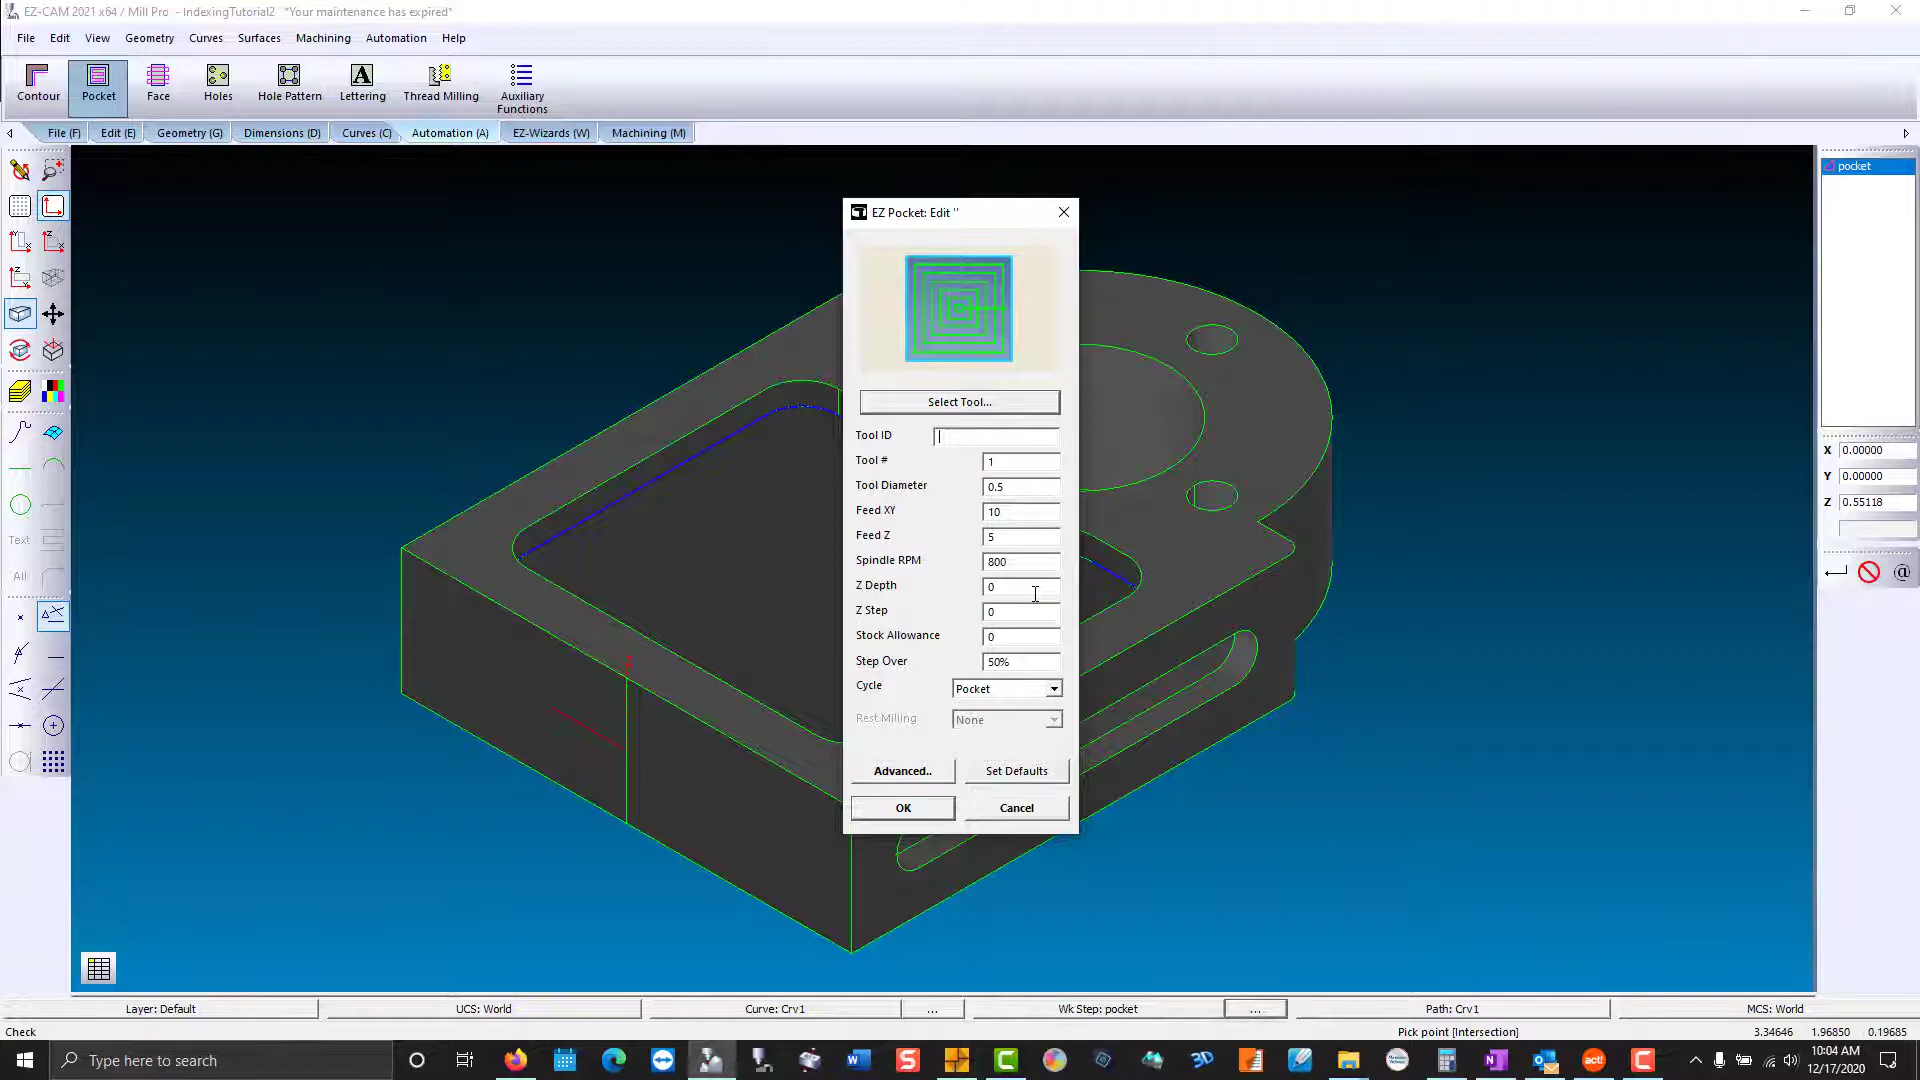 EZ-CAM 2021 x64 / Mill Pro - IndexingTutorial2 *Your maintenance has expired*
File Edit View Geometry Curves Surfaces Machining Automation Help
Contour Pocket Face Holes Hole Pattern Lettering Thread Milling Auxiliary Functions
File (F) Edit (E) Geometry (G) Dimensions (D) Curves (C) Automation (A) EZ-Wizards (W) Machining (M)
pocket
EZ Pocket: Edit ''
Select Tool...
Tool ID
Tool # 1
Tool Diameter 0.5
Feed XY 10
Feed Z 5
Spindle RPM 800
Z Depth 0
Z Step 0
Stock Allowance 0
Step Over 50%
Cycle Pocket
Rest Milling None
Advanced.. Set Defaults
OK Cancel
X 0.00000
Y 0.00000
Z 0.55118
@
Text
All
Z
Layer: Default UCS: World Curve: Crv1 ... Wk Step: pocket ... Path: Crv1 MCS: World
Check Pick point [Intersection] 3.34646 1.96850 0.19685
Type here to search
10:04 AM
12/17/2020